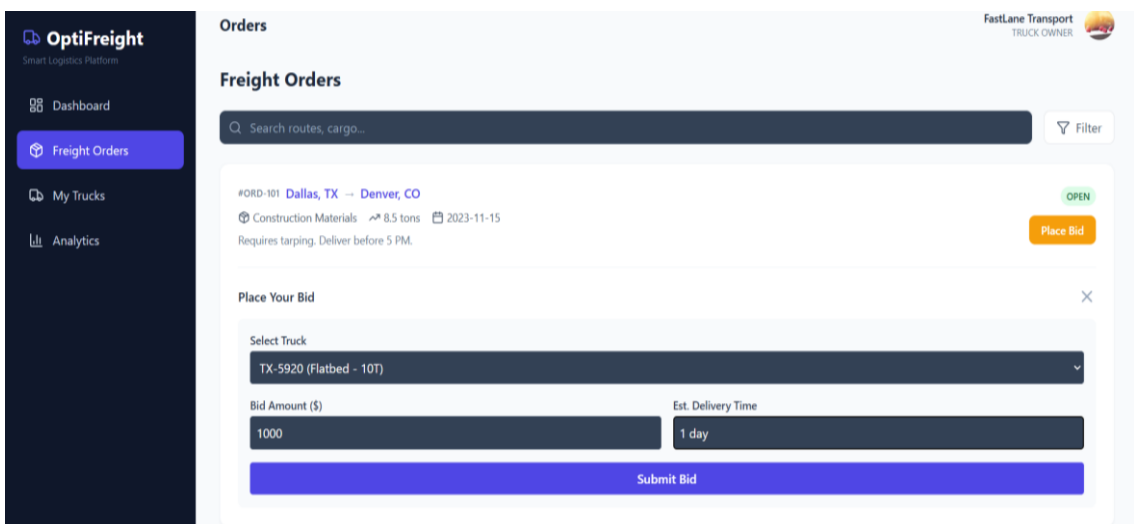 OptiFreight
Smart Logistics Platform
Dashboard
Freight Orders
My Trucks
Analytics
Orders
FastLane Transport
TRUCK OWNER
Freight Orders
Search routes, cargo...
Filter
#ORD-101 Dallas, TX → Denver, CO
OPEN
Construction Materials 8.5 tons 2023-11-15
Place Bid
Requires tarping. Deliver before 5 PM.
Place Your Bid
Select Truck
TX-5920 (Flatbed - 10T)
Bid Amount ($) Est. Delivery Time
1000 1 day
Submit Bid